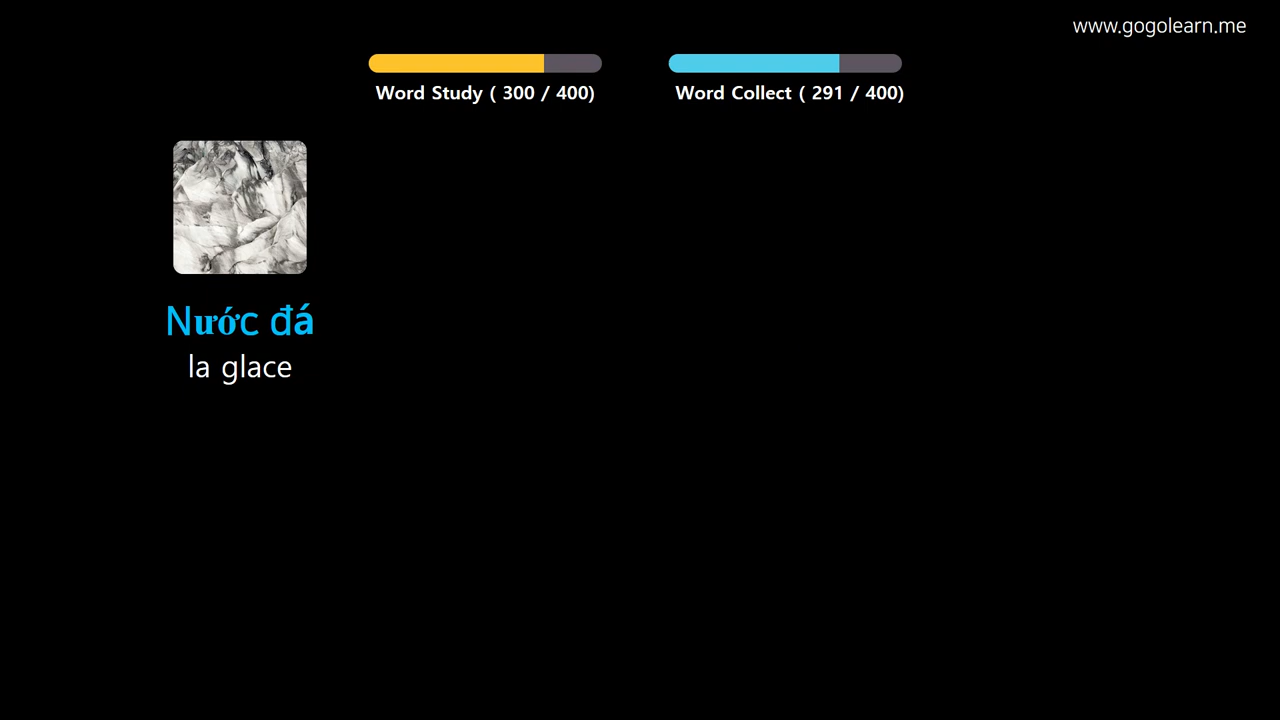 www.gogolearn.me
Word Study ( 300 / 400)
Word Collect ( 291 / 400)
Nước đá
la glace